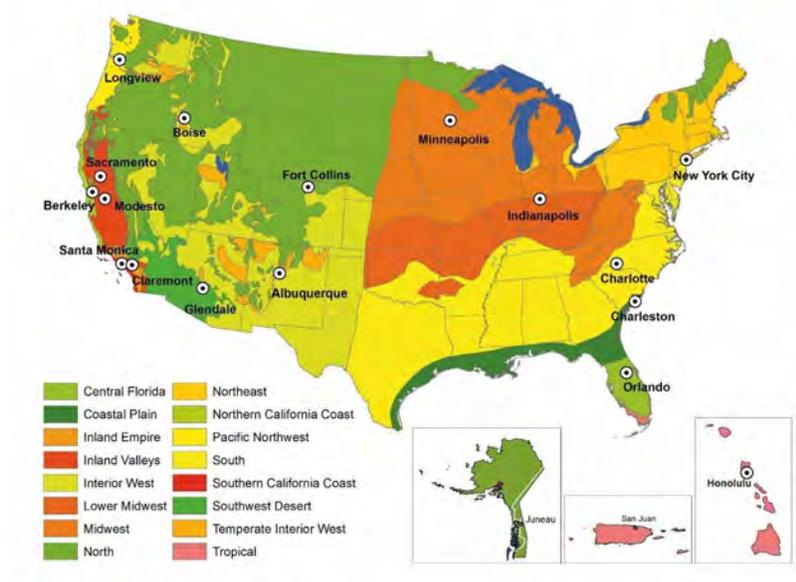 Longview
Boise
Minneapolis
Sacramento
Fort Collins
New York City
Berkeley
Modesto
Indianapolis
Santa Monica
Claremont
Charlotte
Albuquerque
Glendale
Charleston
Orlando
Central Florida
Coastal Plain
Inland Empire
Inland Valleys
Interior West
Lower Midwest
Midwest
North
Northeast
Northern California Coast
Pacific Northwest
South
Southern California Coast
Southwest Desert
Temperate Interior West
Tropical
Juneau
San Juan
Honolulu